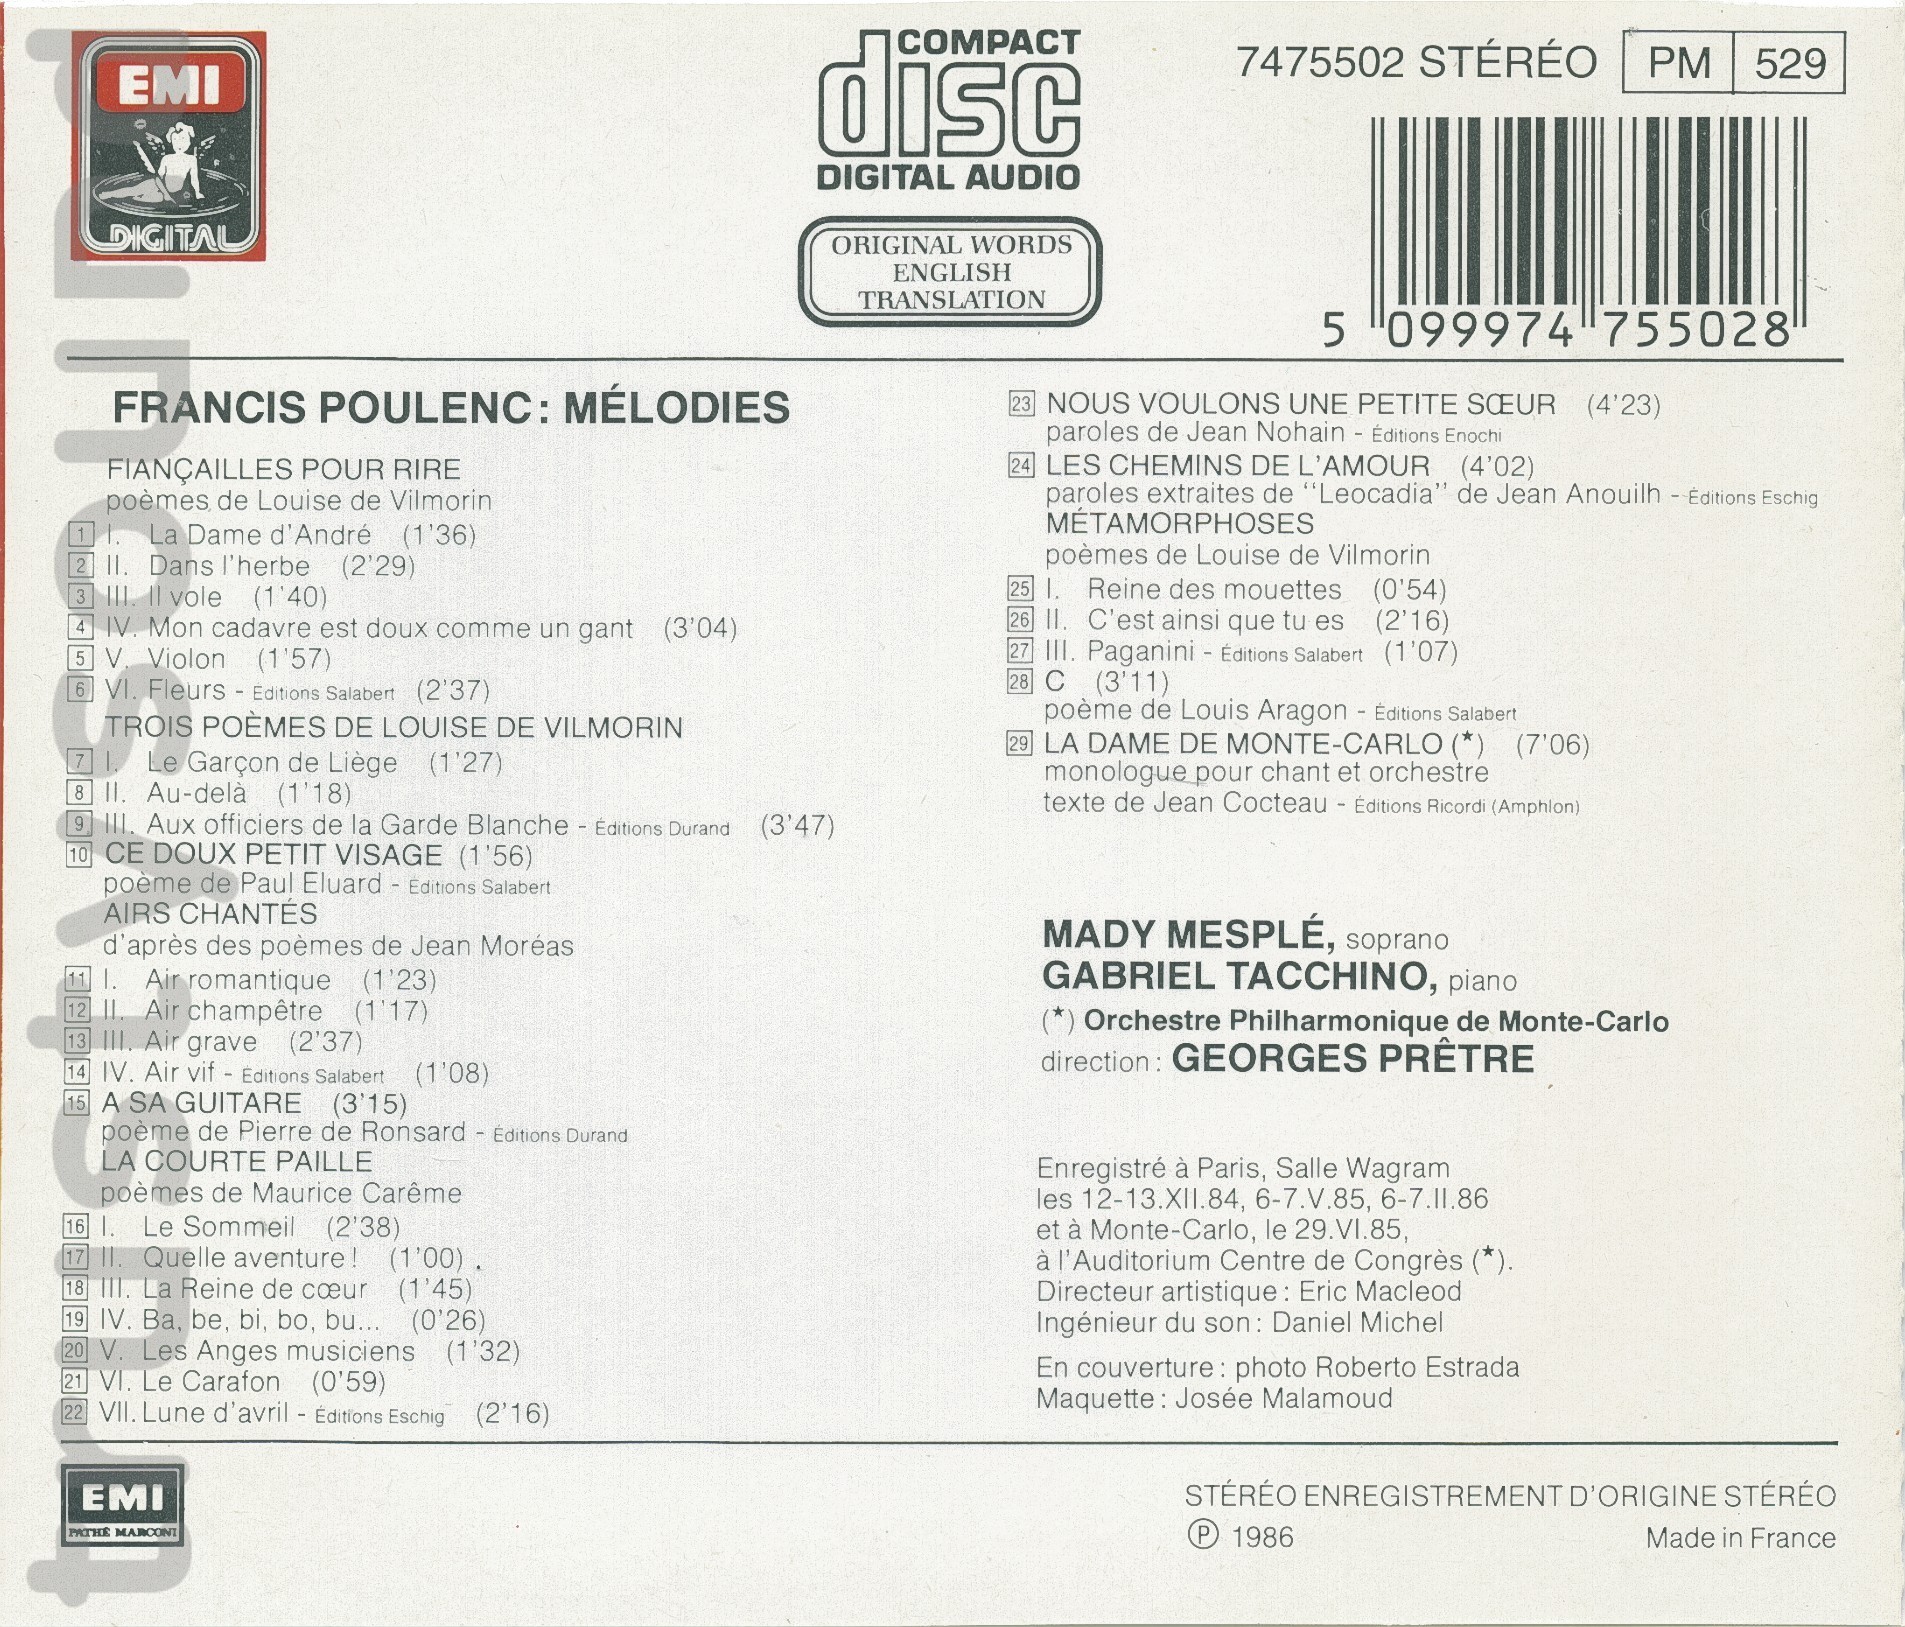 EMI
DIGITAL
COMPACT
disc
DIGITAL AUDIO
ORIGINAL WORDS
ENGLISH
TRANSLATION
7475502 STÉRÉO PM 529
5 099974 755028
FRANCIS POULENC : MÉLODIES
FIANÇAILLES POUR RIRE
poèmes de Louise de Vilmorin
1 I. La Dame d'André (1'36)
2 II. Dans l'herbe (2'29)
3 III. Il vole (1'40)
4 IV. Mon cadavre est doux comme un gant (3'04)
5 V. Violon (1'57)
6 VI. Fleurs - Éditions Salabert (2'37)
TROIS POÈMES DE LOUISE DE VILMORIN
7 I. Le Garçon de Liège (1'27)
8 II. Au-delà (1'18)
9 III. Aux officiers de la Garde Blanche - Éditions Durand (3'47)
10 CE DOUX PETIT VISAGE (1'56)
poème de Paul Eluard - Éditions Salabert
AIRS CHANTÉS
d'après des poèmes de Jean Moréas
11 I. Air romantique (1'23)
12 II. Air champêtre (1'17)
13 III. Air grave (2'37)
14 IV. Air vif - Éditions Salabert (1'08)
15 A SA GUITARE (3'15)
poème de Pierre de Ronsard - Éditions Durand
LA COURTE PAILLE
poèmes de Maurice Carême
16 I. Le Sommeil (2'38)
17 II. Quelle aventure ! (1'00) .
18 III. La Reine de cœur (1'45)
19 IV. Ba, be, bi, bo, bu... (0'26)
20 V. Les Anges musiciens (1'32)
21 VI. Le Carafon (0'59)
22 VII. Lune d'avril - Éditions Eschig (2'16)
23 NOUS VOULONS UNE PETITE SŒUR (4'23)
paroles de Jean Nohain - Éditions Enochi
24 LES CHEMINS DE L'AMOUR (4'02)
paroles extraites de "Leocadia" de Jean Anouilh - Éditions Eschig
MÉTAMORPHOSES
poèmes de Louise de Vilmorin
25 I. Reine des mouettes (0'54)
26 II. C'est ainsi que tu es (2'16)
27 III. Paganini - Éditions Salabert (1'07)
28 C (3'11)
poème de Louis Aragon - Éditions Salabert
29 LA DAME DE MONTE-CARLO (★) (7'06)
monologue pour chant et orchestre
texte de Jean Cocteau - Éditions Ricordi (Amphlon)
MADY MESPLÉ, soprano
GABRIEL TACCHINO, piano
(★) Orchestre Philharmonique de Monte-Carlo
direction : GEORGES PRÊTRE
Enregistré à Paris, Salle Wagram
les 12-13.XII.84, 6-7.V.85, 6-7.II.86
et à Monte-Carlo, le 29.VI.85,
à l'Auditorium Centre de Congrès (★).
Directeur artistique : Eric Macleod
Ingénieur du son : Daniel Michel
En couverture : photo Roberto Estrada
Maquette : Josée Malamoud
EMI
PATHÉ MARCONI
STÉRÉO ENREGISTREMENT D'ORIGINE STÉRÉO
Ⓟ 1986 Made in France
trustysound